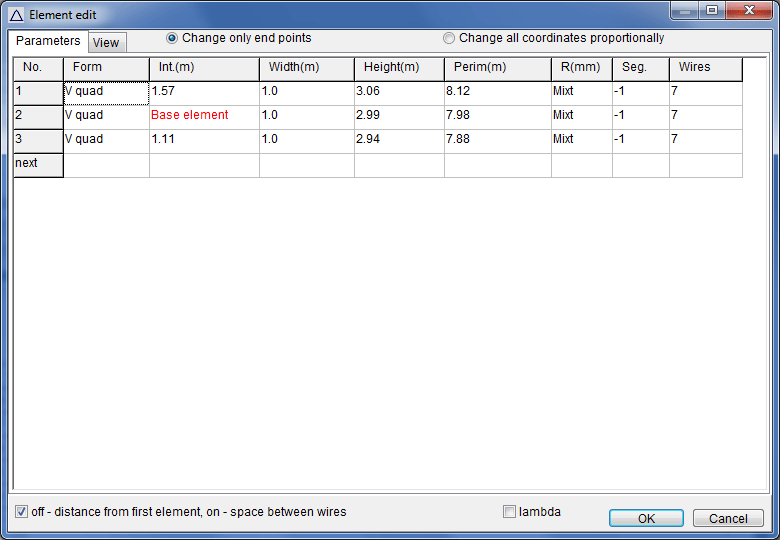 Element edit
Parameters View Change only end points Change all coordinates proportionally
No. Form Int.(m) Width(m) Height(m) Perim(m) R(mm) Seg. Wires
1 V quad 1.57 1.0 3.06 8.12 Mixt -1 7
2 V quad Base element 1.0 2.99 7.98 Mixt -1 7
3 V quad 1.11 1.0 2.94 7.88 Mixt -1 7
next
off - distance from first element, on - space between wires lambda OK Cancel